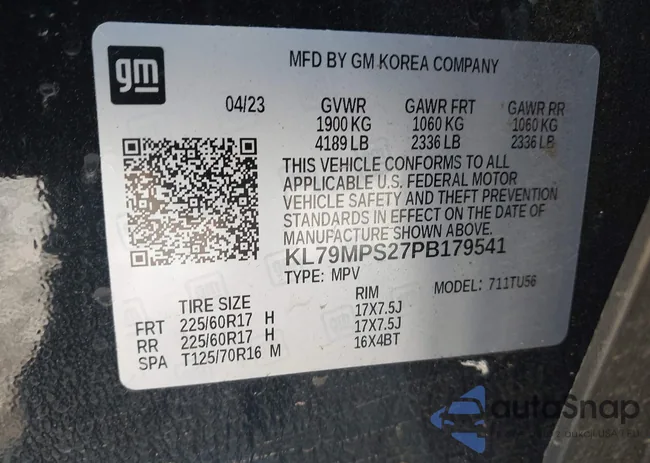 gm
MFD BY GM KOREA COMPANY
04/23 GVWR GAWR FRT GAWR RR
1900 KG 1060 KG 1060 KG
4189 LB 2336 LB 2336 LB
THIS VEHICLE CONFORMS TO ALL
APPLICABLE U.S. FEDERAL MOTOR
VEHICLE SAFETY AND THEFT PREVENTION
STANDARDS IN EFFECT ON THE DATE OF
MANUFACTURE SHOWN ABOVE.
KL79MPS27PB179541
TYPE: MPV MODEL: 711TU56
TIRE SIZE RIM
FRT 225/60R17 H 17X7.5J
RR 225/60R17 H 17X7.5J
SPA T125/70R16 M 16X4BT
autoSnap